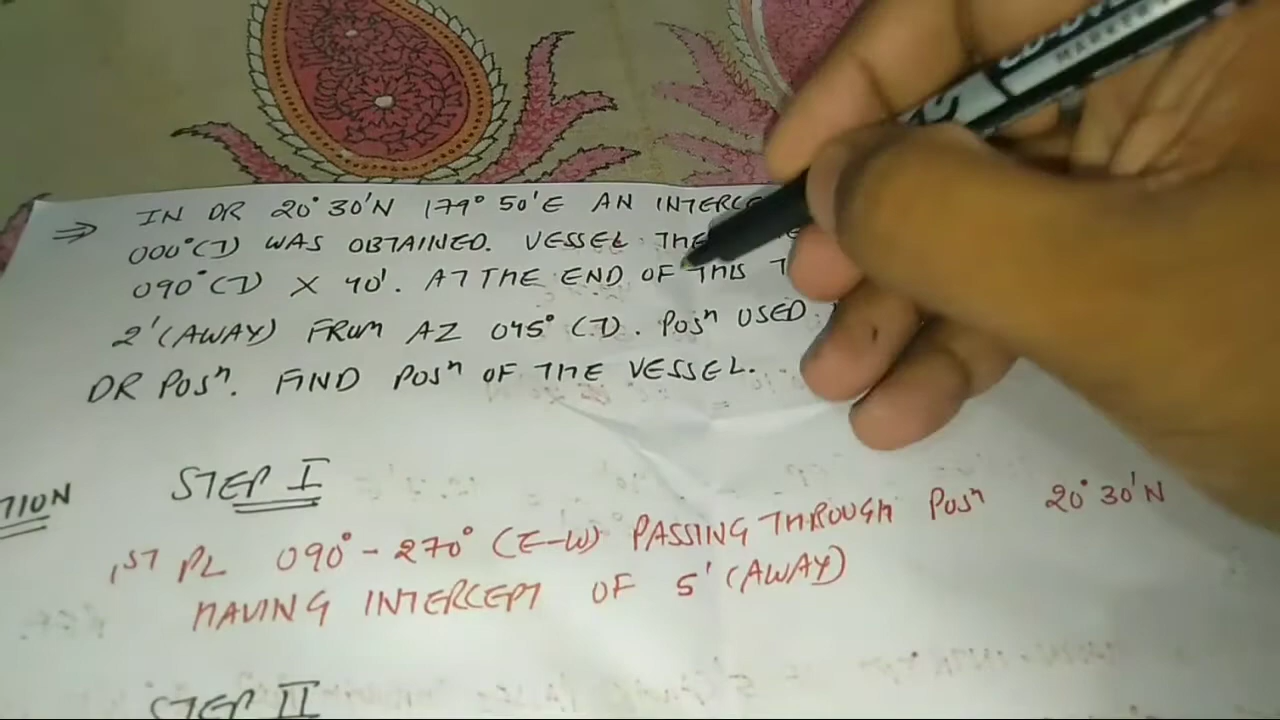 ⇒ IN DR 20° 30'N 179° 50'E AN INTERCE
000°(T) WAS OBTAINED. VESSEL THE
090°(T) X 40'. AT THE END OF THIS T
2'(AWAY) FROM AZ 045° (T). POSⁿ USED
DR POSⁿ. FIND POSⁿ OF THE VESSEL.
TION STEP I
1ST PL 090° - 270° (E-W) PASSING THROUGH POSⁿ 20° 30'N
HAVING INTERCEPT OF 5' (AWAY)
STEP II